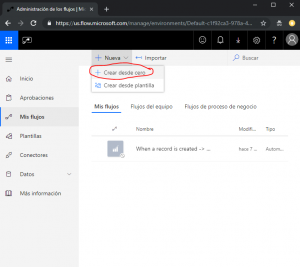 Administración de los flujos | Mi
https://us.flow.microsoft.com/manage/environments/Default-c1f92ca0-978a-4...
Nueva
Importar
Buscar
Crear desde cero
Crear desde plantilla
Inicio
Aprobaciones
Mis flujos
Plantillas
Conectores
Datos
Más información
Mis flujos
Flujos del equipo
Flujos de proceso de negocio
Nombre
Modific...
Tipo
When a record is created -> ...
hace 7 ...
Autom...